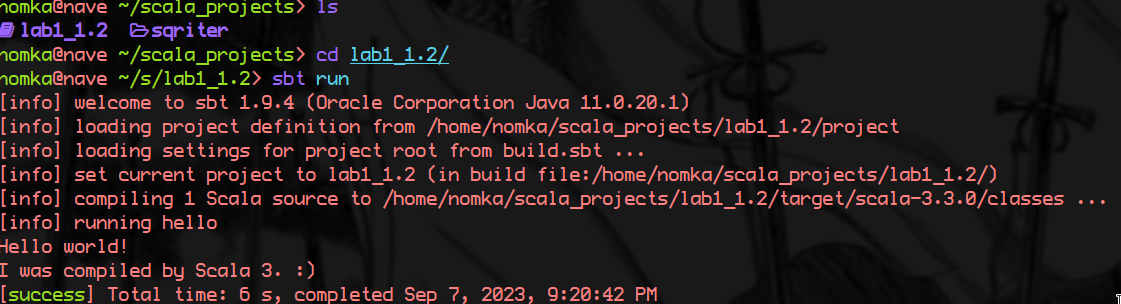 nomka@nave ~/scala_projects> ls
lab1_1.2 sqriter
nomka@nave ~/scala_projects> cd lab1_1.2/
nomka@nave ~/s/lab1_1.2> sbt run
[info] welcome to sbt 1.9.4 (Oracle Corporation Java 11.0.20.1)
[info] loading project definition from /home/nomka/scala_projects/lab1_1.2/project
[info] loading settings for project root from build.sbt ...
[info] set current project to lab1_1.2 (in build file:/home/nomka/scala_projects/lab1_1.2/)
[info] compiling 1 Scala source to /home/nomka/scala_projects/lab1_1.2/target/scala-3.3.0/classes ...
[info] running hello
Hello world!
I was compiled by Scala 3. :)
[success] Total time: 6 s, completed Sep 7, 2023, 9:20:42 PM